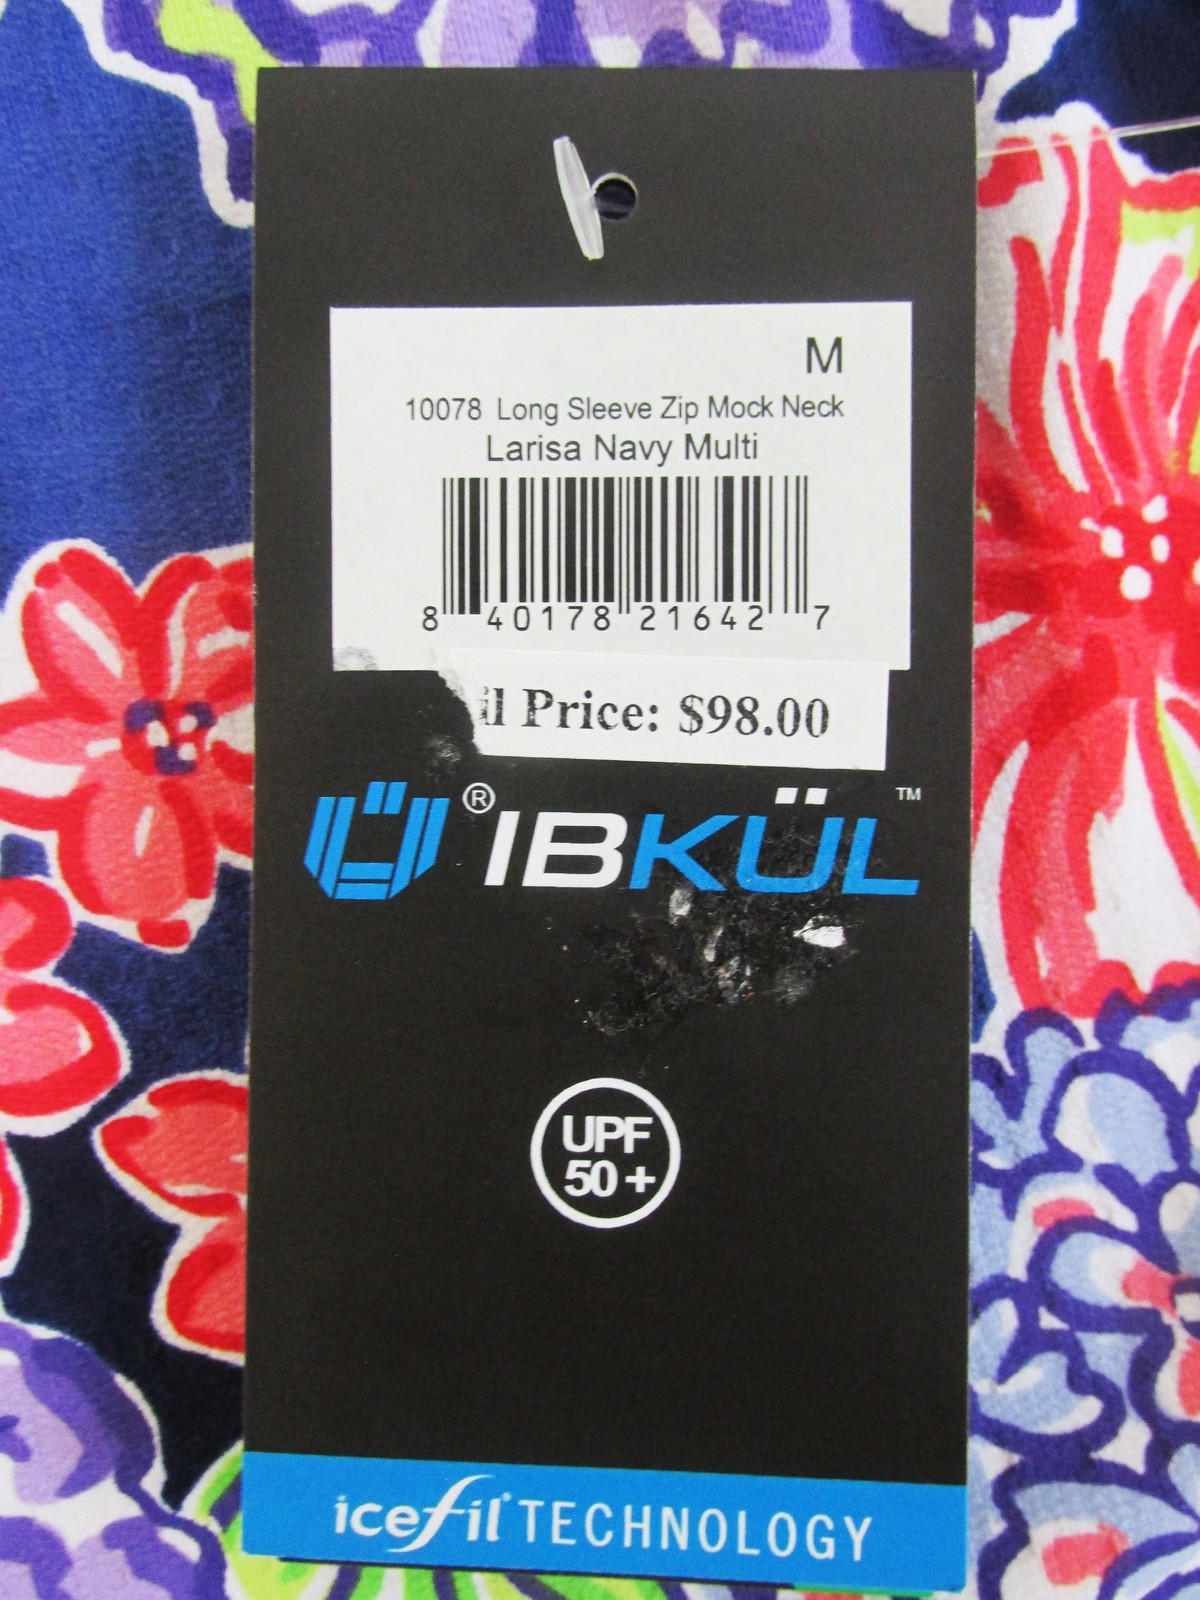 M
10078 Long Sleeve Zip Mock Neck
Larisa Navy Multi
8 40178 21642 7
Price: $98.00
® IBKÜL ™
UPF
50+
icefil® TECHNOLOGY